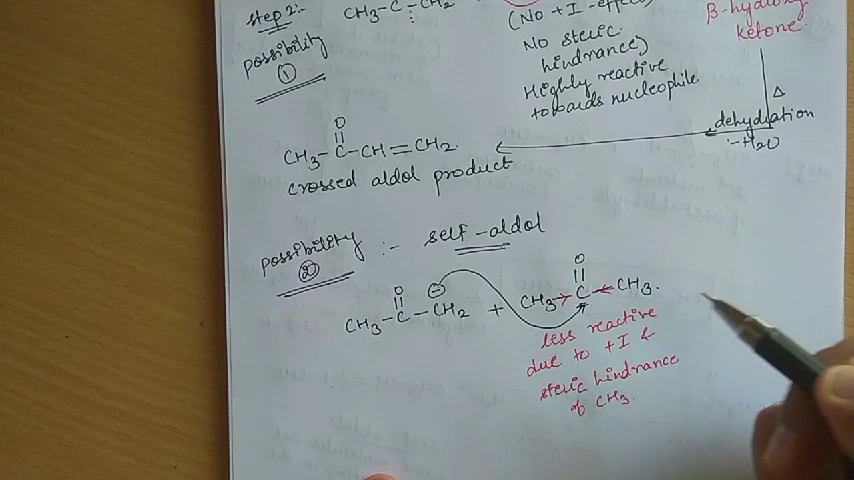 step 2:-
CH3-C-CH2
possibility
①
(No +I-effect)
No steric
hindrance)
Highly reactive
towards nucleophile
β-hydroxy
ketone
Δ
dehydration
-H2O
O
CH3-C-CH=CH2.
crossed aldol product
possibility
② :- self-aldol
O
CH3-C-CH2 + CH3→C←CH3.
O
less reactive
due to +I &
steric hindrance
of CH3.